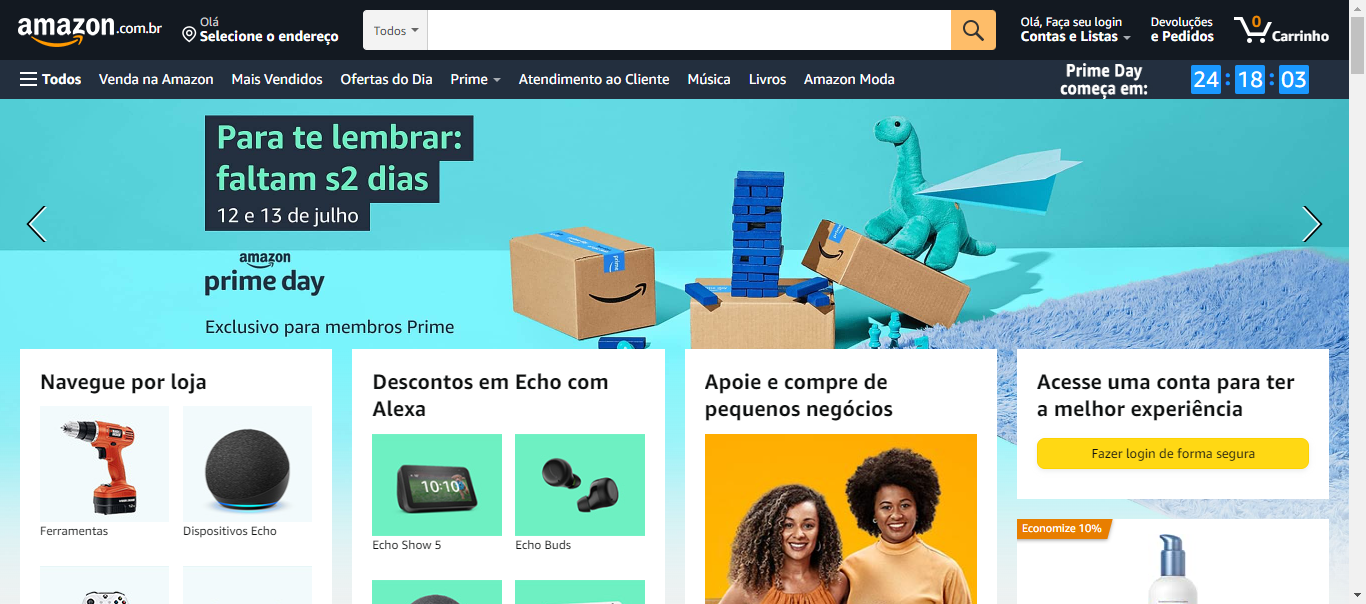 amazon.com.br
Olá
Selecione o endereço
Todos
Olá, Faça seu login
Contas e Listas
Devoluções
e Pedidos
0
Carrinho
Todos
Venda na Amazon
Mais Vendidos
Ofertas do Dia
Prime
Atendimento ao Cliente
Música
Livros
Amazon Moda
Prime Day
começa em:
24 : 18 : 03
Para te lembrar:
faltam s2 dias
12 e 13 de julho
amazon
prime day
Exclusivo para membros Prime
prime
Navegue por loja
Ferramentas
Dispositivos Echo
Descontos em Echo com
Alexa
10:10
Echo Show 5
Echo Buds
Apoie e compre de
pequenos negócios
Acesse uma conta para ter
a melhor experiência
Fazer login de forma segura
Economize 10%